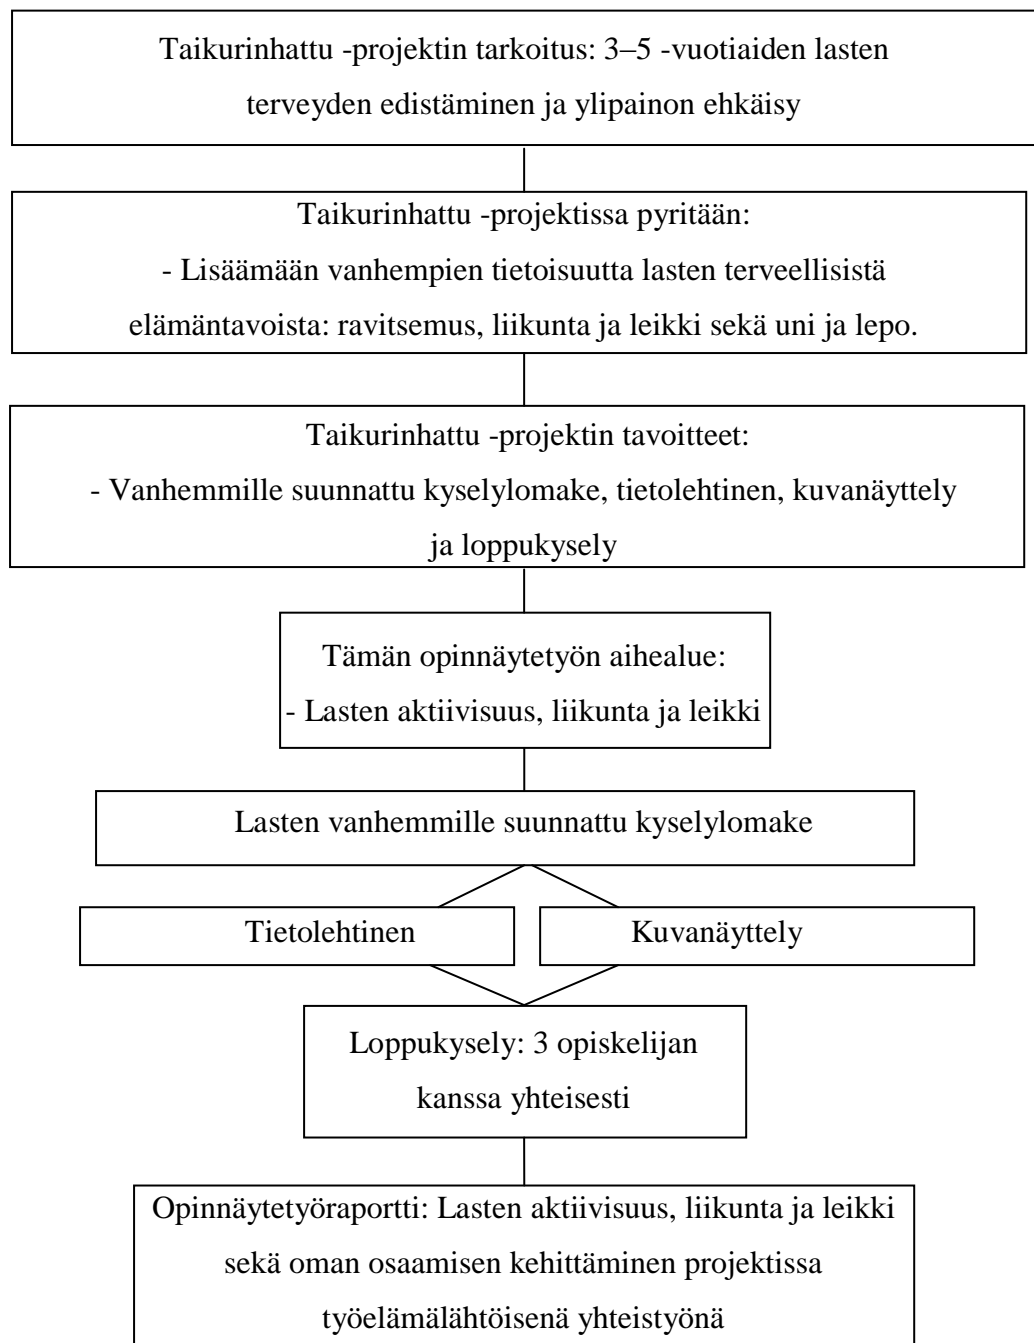 Taikurinhattu -projektin tarkoitus: 3–5 -vuotiaiden lasten
terveyden edistäminen ja ylipainon ehkäisy
Taikurinhattu -projektissa pyritään:
- Lisäämään vanhempien tietoisuutta lasten terveellisistä
elämäntavoista: ravitsemus, liikunta ja leikki sekä uni ja lepo.
Taikurinhattu -projektin tavoitteet:
- Vanhemmille suunnattu kyselylomake, tietolehtinen, kuvanäyttely
ja loppukysely
Tämän opinnäytetyön aihealue:
- Lasten aktiivisuus, liikunta ja leikki
Lasten vanhemmille suunnattu kyselylomake
Tietolehtinen
Kuvanäyttely
Loppukysely: 3 opiskelijan
kanssa yhteisesti
Opinnäytetyöraportti: Lasten aktiivisuus, liikunta ja leikki
sekä oman osaamisen kehittäminen projektissa
työelämälähtöisenä yhteistyönä